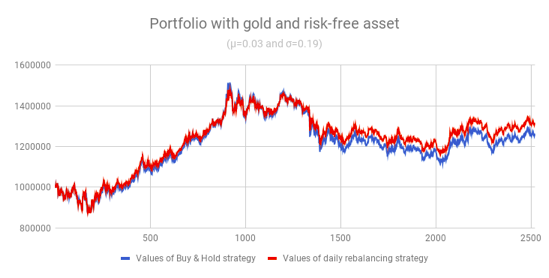 Portfolio with gold and risk-free asset
(μ=0.03 and σ=0.19)
1600000
1400000
1200000
1000000
800000
500 1000 1500 2000 2500
Values of Buy & Hold strategy Values of daily rebalancing strategy